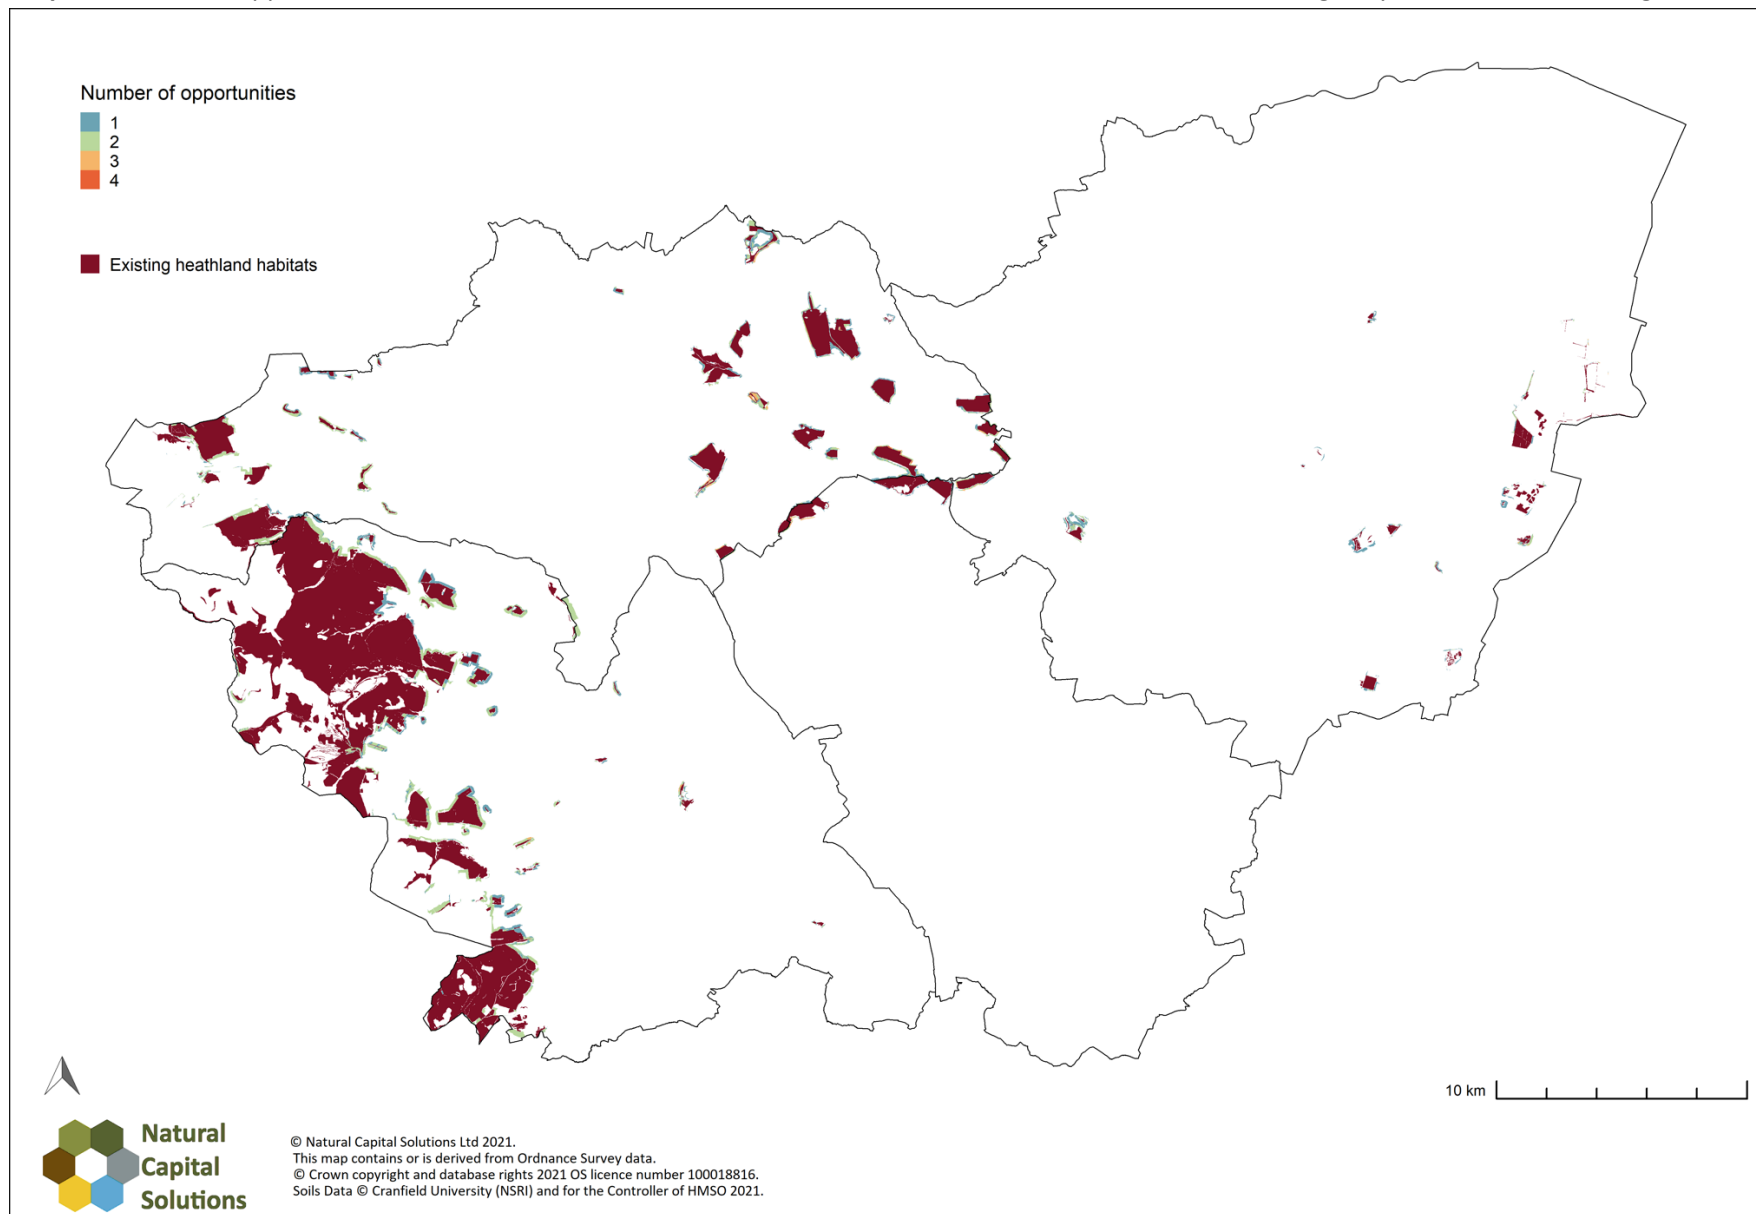 Number of opportunities
1
2
3
4
Existing heathland habitats
10 km
Natural
Capital
Solutions
© Natural Capital Solutions Ltd 2021.
This map contains or is derived from Ordnance Survey data.
© Crown copyright and database rights 2021 OS licence number 100018816.
Soils Data © Cranfield University (NSRI) and for the Controller of HMSO 2021.